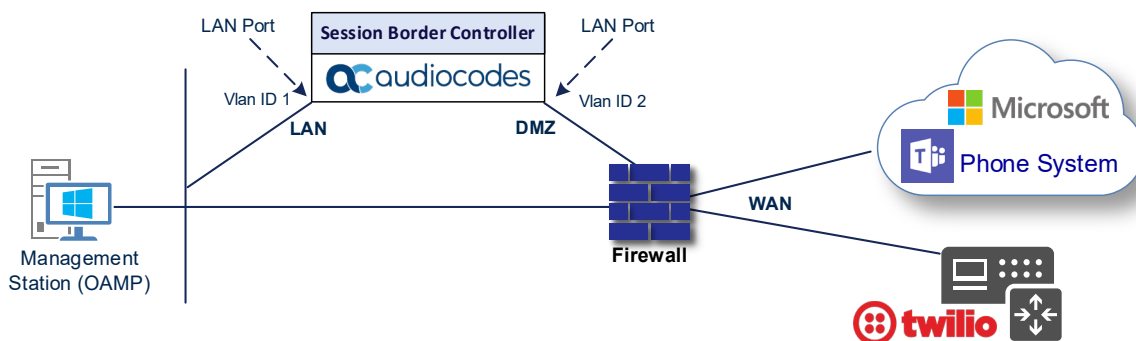 LAN Port
Session Border Controller
LAN Port
audiocodes
Vlan ID 1
Vlan ID 2
LAN
DMZ
Microsoft
T
Phone System
WAN
Firewall
Management
Station (OAMP)
twilio